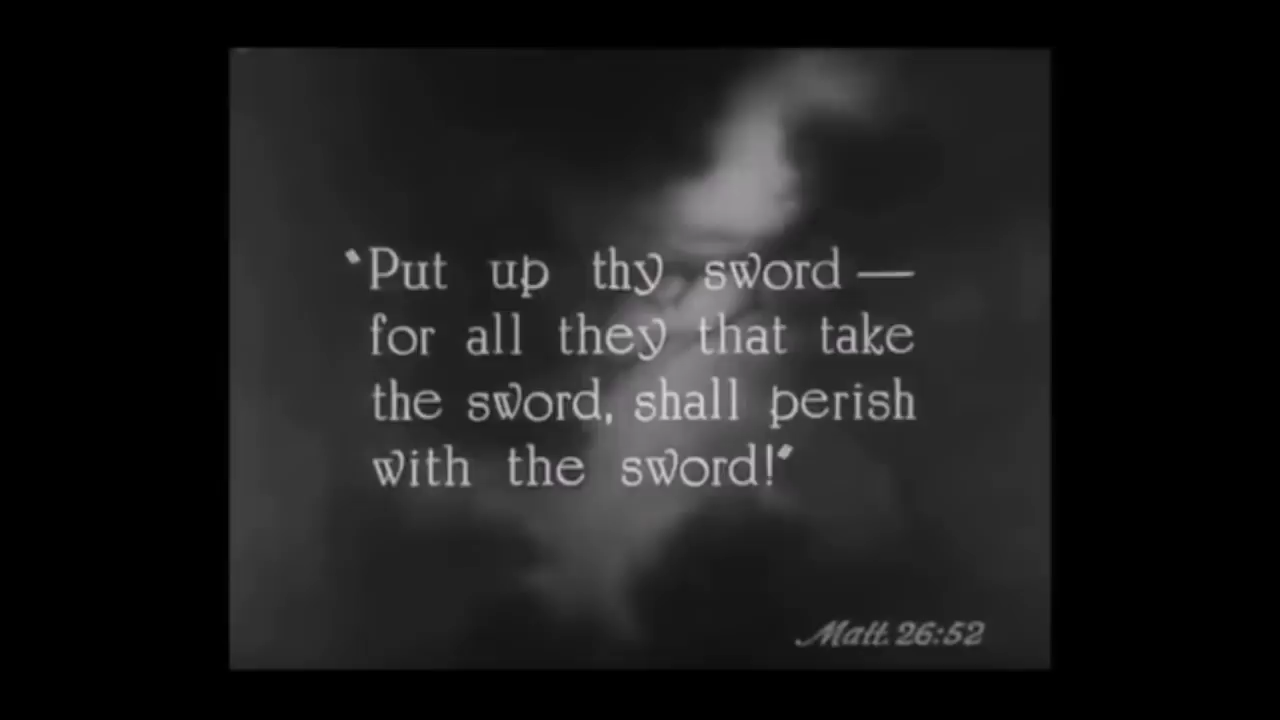 "Put up thy sword —
for all they that take
the sword, shall perish
with the sword!"
Matt. 26:52